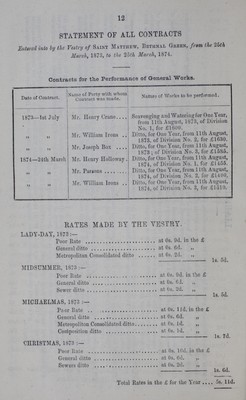 12
STATEMENT OF ALL CONTRACTS
Entered into by the Vestry of SAINT MATTHEW, BETHNAL GREEN, from the 25th
March, 1873, to the 25th March, 1874.
Contracts for the Performance of General Works.
Date of Contract. Name of Party with whom Contract was made. Nature of Works to be performed.
1873—1st July Mr. Henry Cross Scavenging and Watering for One Year,
from 11th August, 1873, of Division
No. 1, for
„ „ Mr. William Irons .. Ditto, for One Year, from 11th August,
1873, of Division No. 2, for
„ „ Mr. Joseph Box Ditto, for One Year, from 11th August,
1873; of Division No. 3, for
1874—24th March Mr. Henry Holloway. Ditto, for One Year, from 11th August,
1874, of Division No. 1, for
„ „ Mr. Parsons Ditto, for One Year, from 11th August,
1874, of Division No. 2, for
„ „ Mr. William Irons .. Ditto, for One Year, from 11th August,
1874, of Division No. 3, for
RATES MADE BY THE VESTRY.
LADY-DAY, 1873 :—
Poor Rate at 0s. 9d. in the £
General ditto at 0s. 6d. „
Metropolitan Consolidated ditto at 0s. 2d. „
1s. 5d.
MIDSUMMER, 1873 :—
Poor Rate at 0s. 9d. in the £
General ditto at 0s. 6d. „
Sewer ditto at 0s. 2d. „
1s. 5d.
MICHAELMAS, 1873 :—
Poor Rate at 0s. 11d. in the £
General ditto at 0s. 6d. „
Metropolitan Consolidated ditto at 0s. 1d. „
Composition ditto at 0s. 1d. „
1s. 7d.
CHRISTMAS, 1873 :—
Poor Rate at 0s. 10d. in the £
General ditto at 0s. 6d. „
Sewers ditto at 0s. 2d. „
1s. 6d.
Total Rates in the £ for the Year .... 5s. 11d.